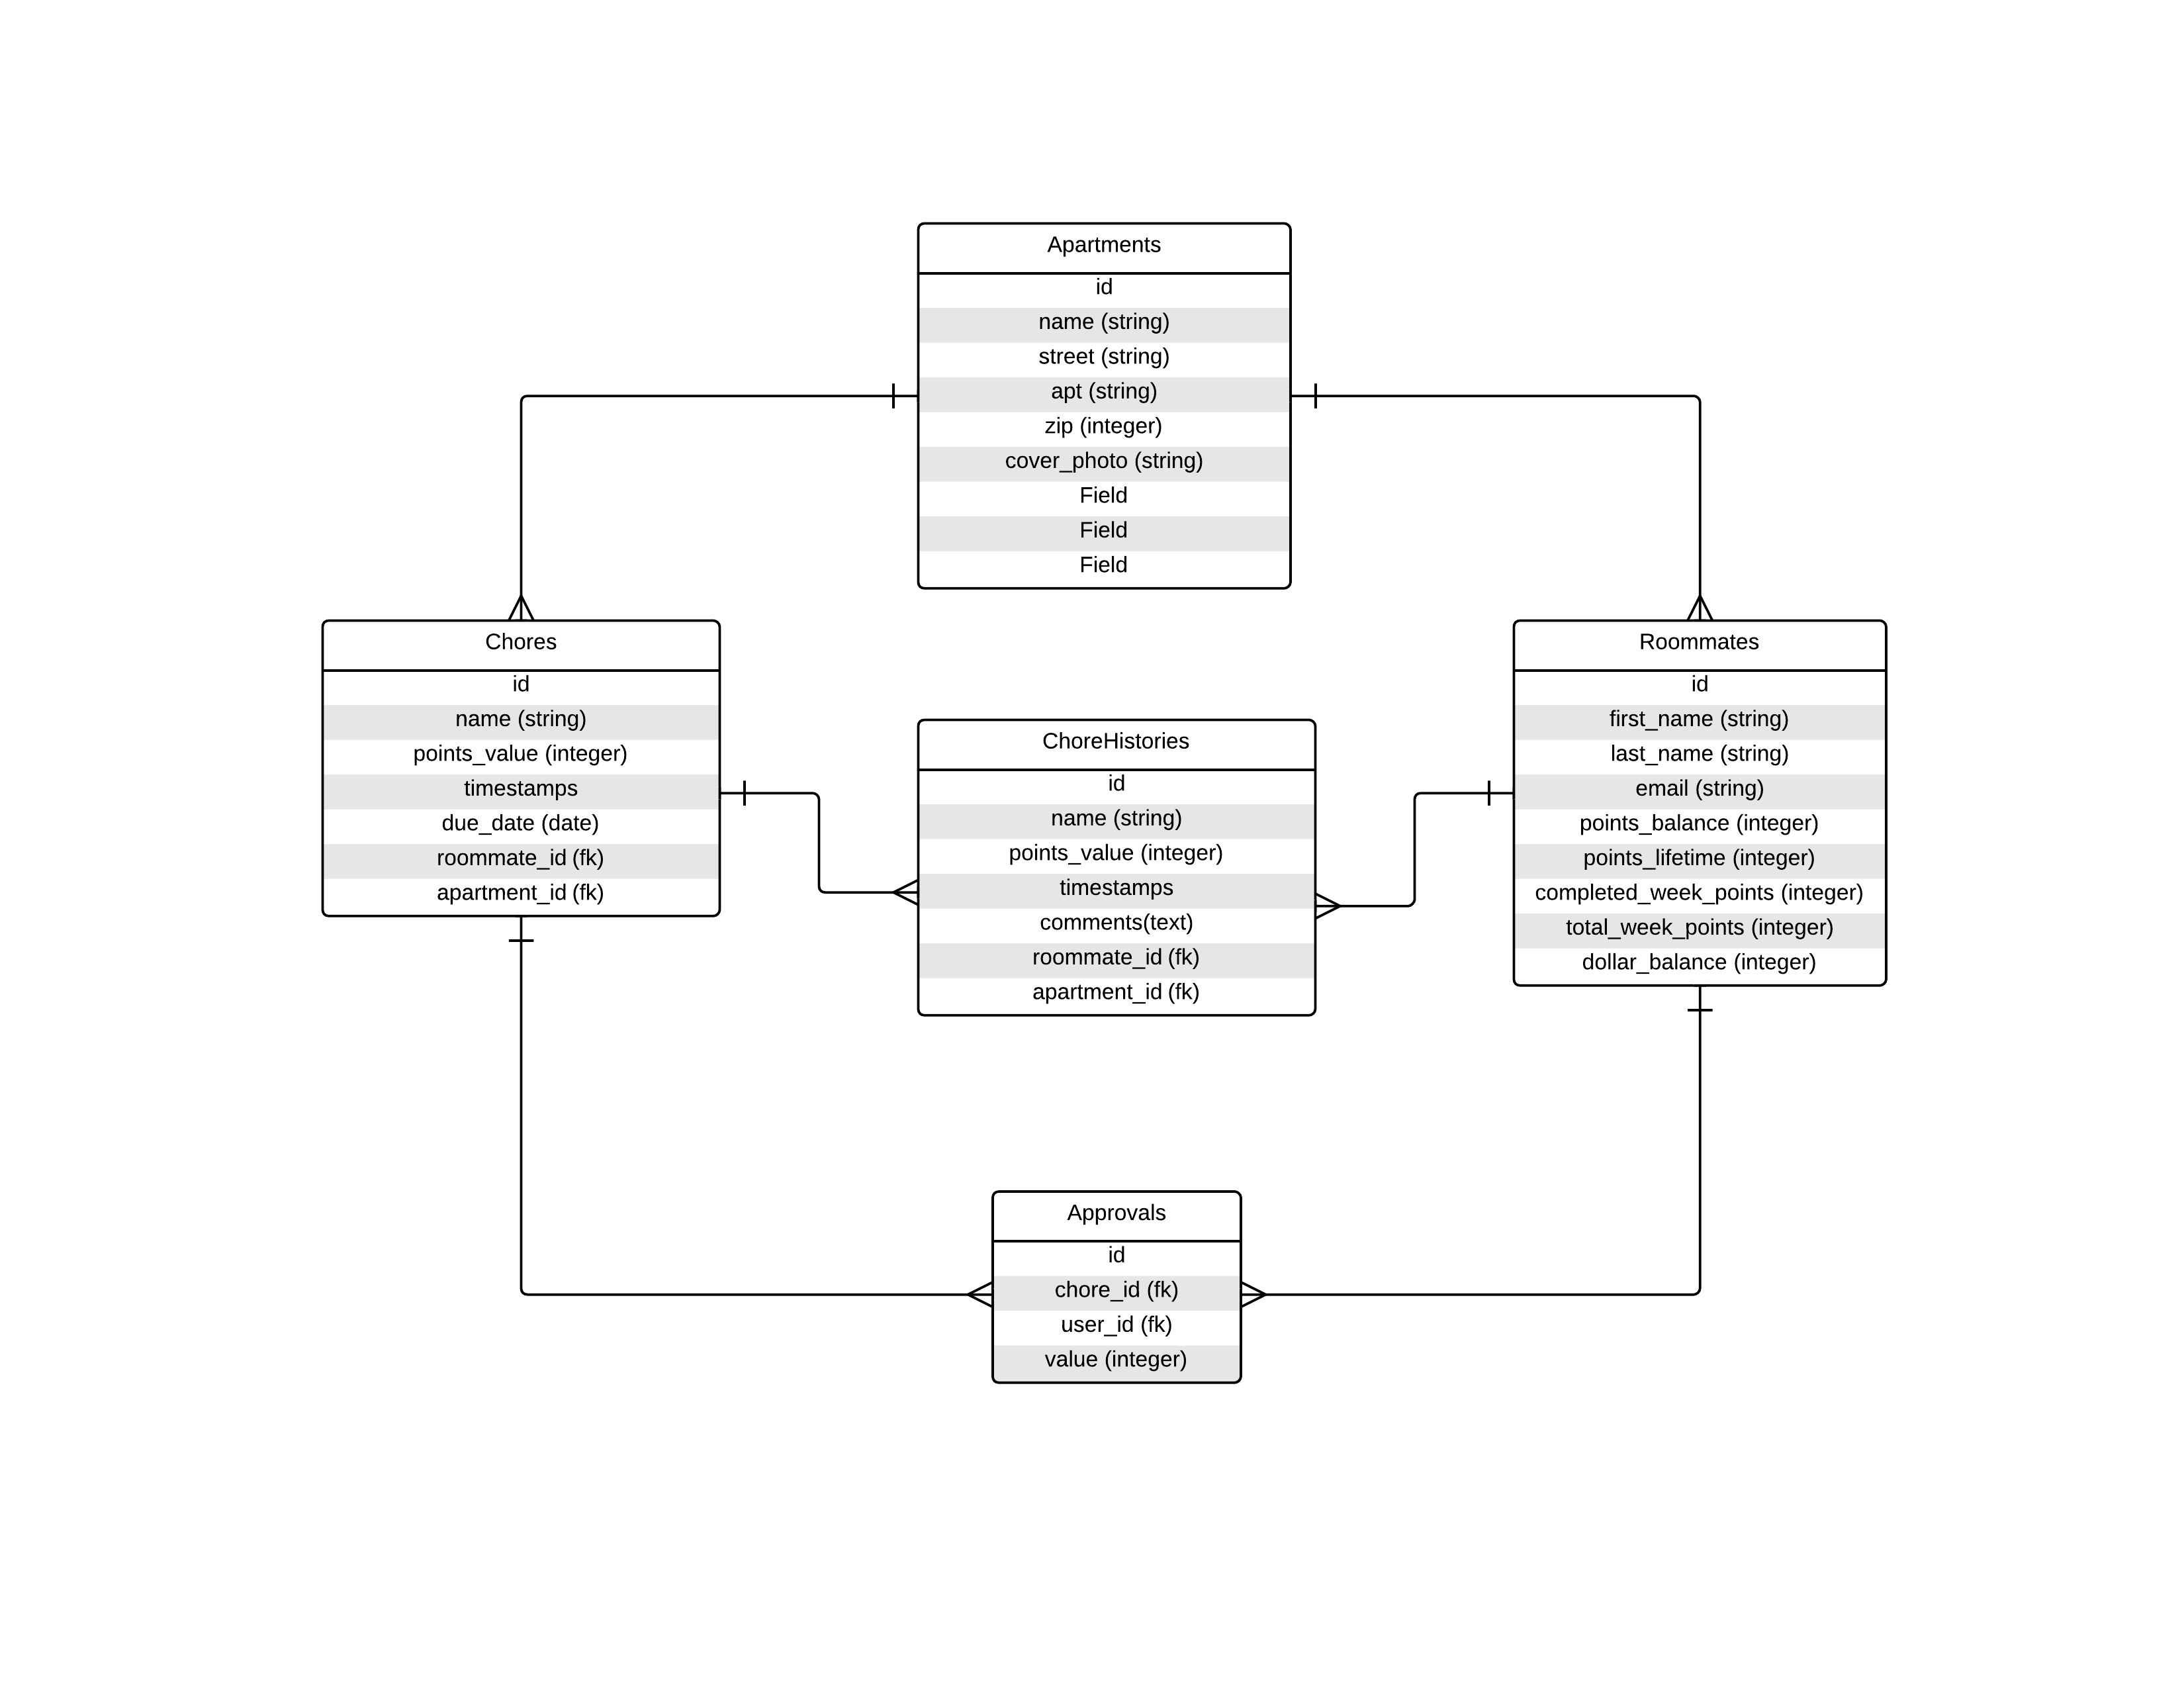 Apartments
id
name (string)
street (string)
apt (string)
zip (integer)
cover_photo (string)
Field
Field
Field
Chores
id
name (string)
points_value (integer)
timestamps
due_date (date)
roommate_id (fk)
apartment_id (fk)
ChoreHistories
id
name (string)
points_value (integer)
timestamps
comments(text)
roommate_id (fk)
apartment_id (fk)
Roommates
id
first_name (string)
last_name (string)
email (string)
points_balance (integer)
points_lifetime (integer)
completed_week_points (integer)
total_week_points (integer)
dollar_balance (integer)
Approvals
id
chore_id (fk)
user_id (fk)
value (integer)